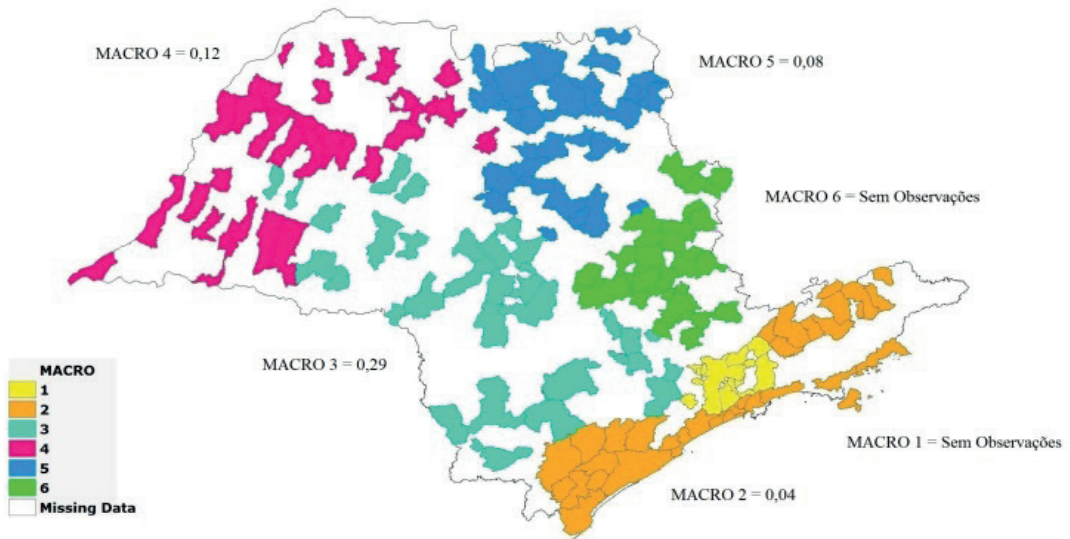 MACRO 4 = 0,12
MACRO 5 = 0,08
MACRO 6 = Sem Observações
MACRO 3 = 0,29
MACRO 1 = Sem Observações
MACRO 2 = 0,04
MACRO
1
2
3
4
5
6
Missing Data